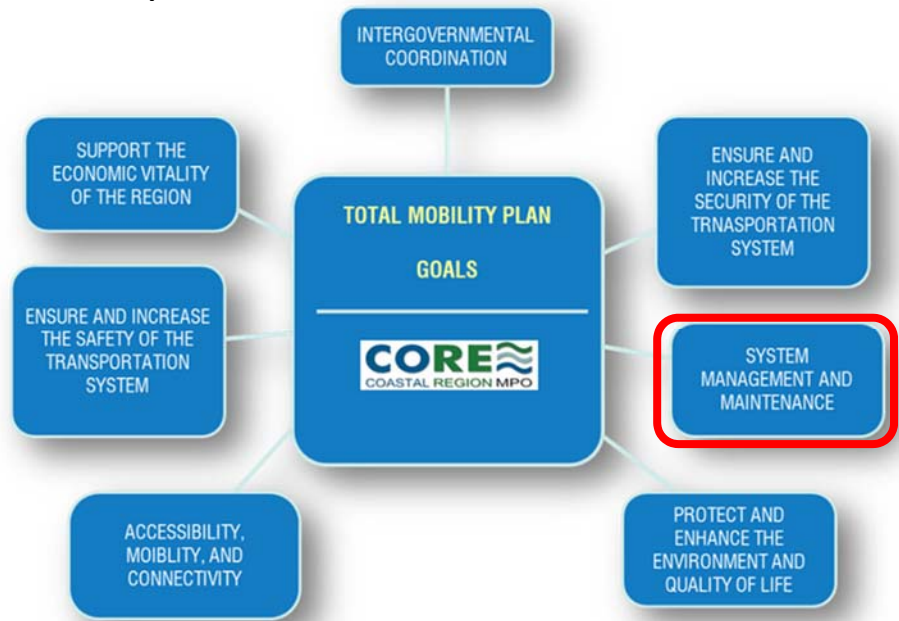 INTERGOVERNMENTAL
COORDINATION
SUPPORT THE
ECONOMIC VITALITY
OF THE REGION
ENSURE AND
INCREASE THE
SECURITY OF THE
TRNASPORTATION
SYSTEM
TOTAL MOBILITY PLAN
GOALS
CORE
COASTAL REGION MPO
ENSURE AND INCREASE
THE SAFETY OF THE
TRANSPORTATION
SYSTEM
SYSTEM
MANAGEMENT AND
MAINTENANCE
ACCESSIBILITY,
MOIBLITY, AND
CONNECTIVITY
PROTECT AND
ENHANCE THE
ENVIRONMENT AND
QUALITY OF LIFE